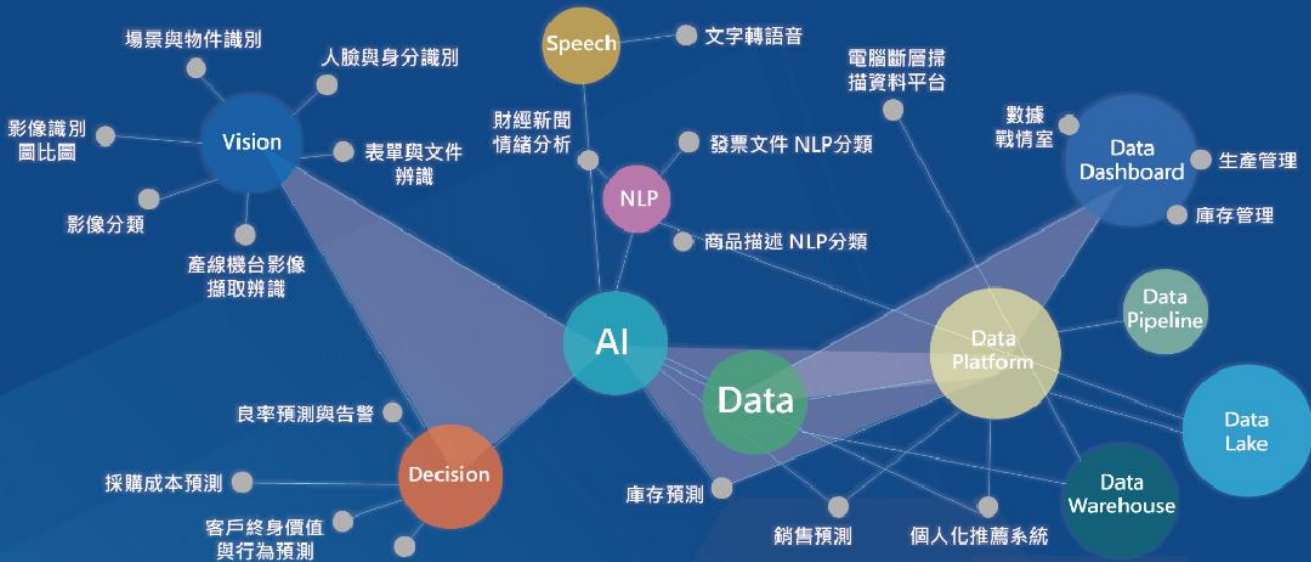 Speech
文字轉語音
場景與物件識別
人臉與身分識別
電腦斷層掃
描資料平台
影像識別
圖比圖
Vision
財經新聞
情緒分析
發票文件 NLP分類
數據
戰情室
Data
Dashboard
生產管理
表單與文件
辨識
NLP
庫存管理
影像分類
商品描述 NLP分類
產線機台影像
擷取辨識
Data
Pipeline
AI
Data
Platform
Data
良率預測與告警
Data
Lake
採購成本預測
Decision
庫存預測
Data
Warehouse
客戶終身價值
與行為預測
銷售預測
個人化推薦系統